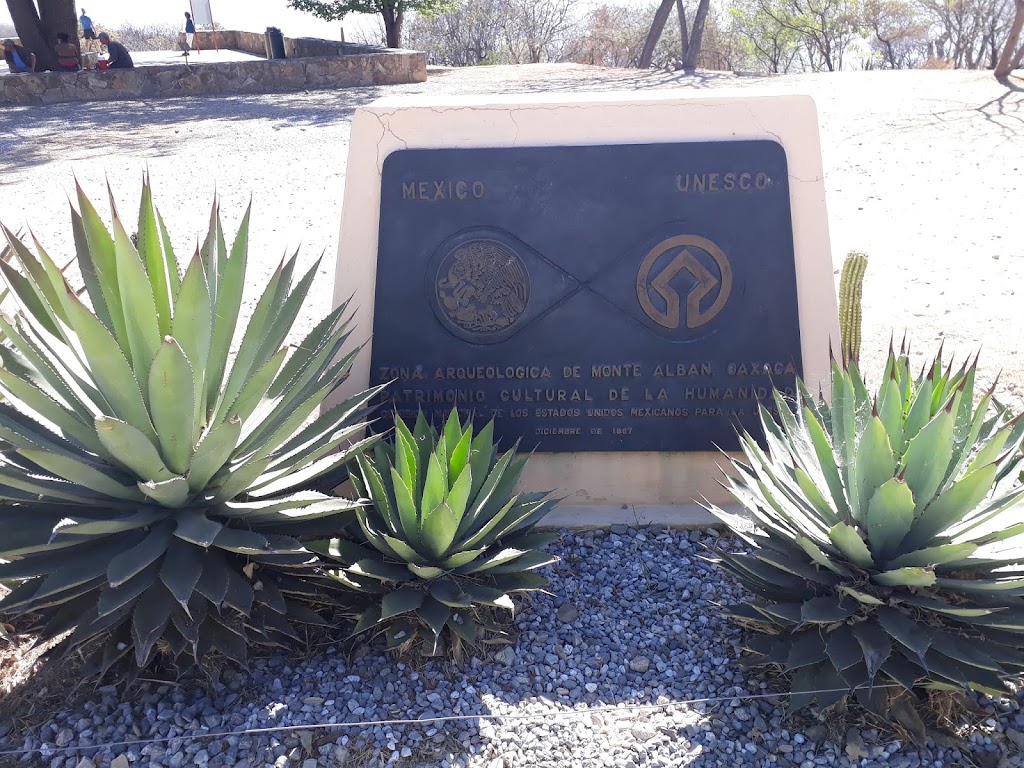 MEXICO UNESCO
ZONA ARQUEOLOGICA DE MONTE ALBAN, OAXACA
PATRIMONIO CULTURAL DE LA HUMANIDAD
DE LOS ESTADOS UNIDOS MEXICANOS PARA LA
DICIEMBRE DE 1987